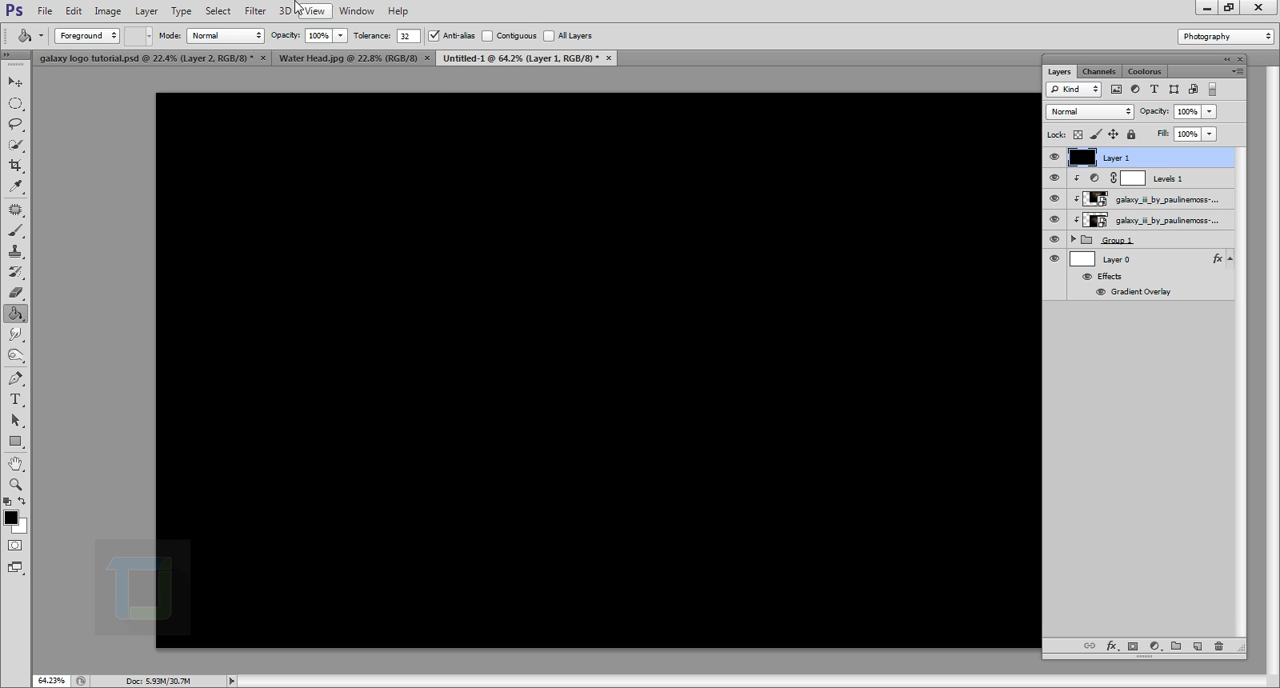 Ps File Edit Image Layer Type Select Filter 3D View Window Help
Foreground Mode: Normal Opacity: 100% Tolerance: 32 Anti-alias Contiguous All Layers Photography
galaxy logo tutorial.psd @ 22.4% (Layer 2, RGB/8) * × Water Head.jpg @ 22.8% (RGB/8) × Untitled-1 @ 64.2% (Layer 1, RGB/8) * ×
Layers Channels Coolorus
Kind
Normal Opacity: 100%
Lock: Fill: 100%
Layer 1
Levels 1
galaxy_iii_by_paulinemoss-...
galaxy_iii_by_paulinemoss-...
Group 1
Layer 0 fx
Effects
Gradient Overlay
fx
64.23% Doc: 5.93M/30.7M